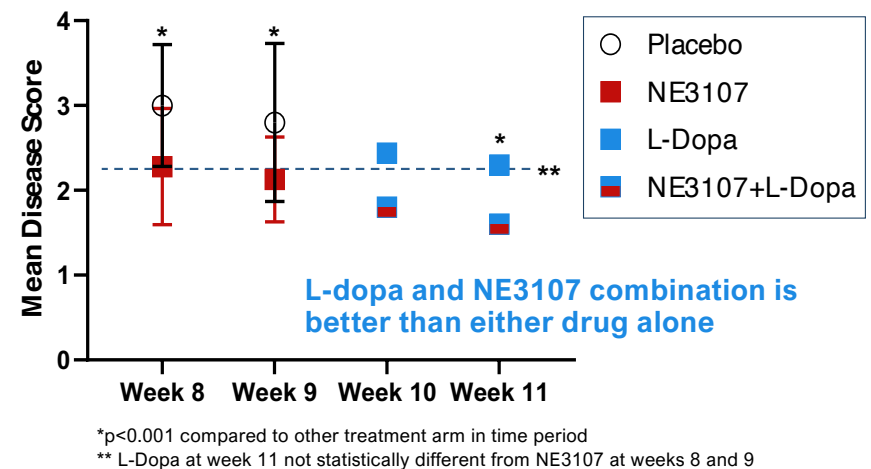 4
3
2
1
0
Mean Disease Score
*
*
*
**
Week 8
Week 9
Week 10
Week 11
Placebo
NE3107
L-Dopa
NE3107+L-Dopa
L-dopa and NE3107 combination is
better than either drug alone
*p<0.001 compared to other treatment arm in time period
** L-Dopa at week 11 not statistically different from NE3107 at weeks 8 and 9